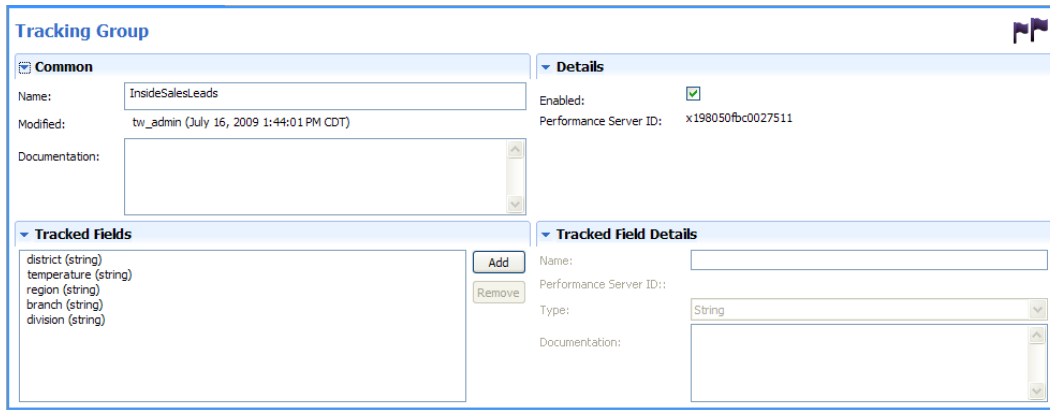 Tracking Group
Common
Name: InsideSalesLeads
Modified: tw_admin (July 16, 2009 1:44:01 PM CDT)
Documentation:
Details
Enabled:
Performance Server ID: x198050fbc0027511
Tracked Fields
district (string)
temperature (string)
region (string)
branch (string)
division (string)
Add
Remove
Tracked Field Details
Name:
Performance Server ID::
Type: String
Documentation: